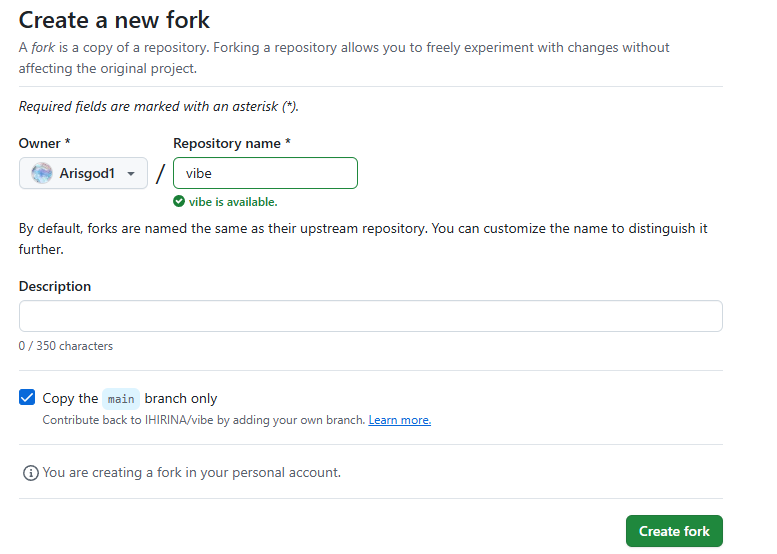 Create a new fork
A fork is a copy of a repository. Forking a repository allows you to freely experiment with changes without
affecting the original project.
Required fields are marked with an asterisk (*).
Owner *
Repository name *
Arisgod1
/
vibe
vibe is available.
By default, forks are named the same as their upstream repository. You can customize the name to distinguish it
further.
Description
0 / 350 characters
Copy the main branch only
Contribute back to IHIRINA/vibe by adding your own branch. Learn more.
You are creating a fork in your personal account.
Create fork